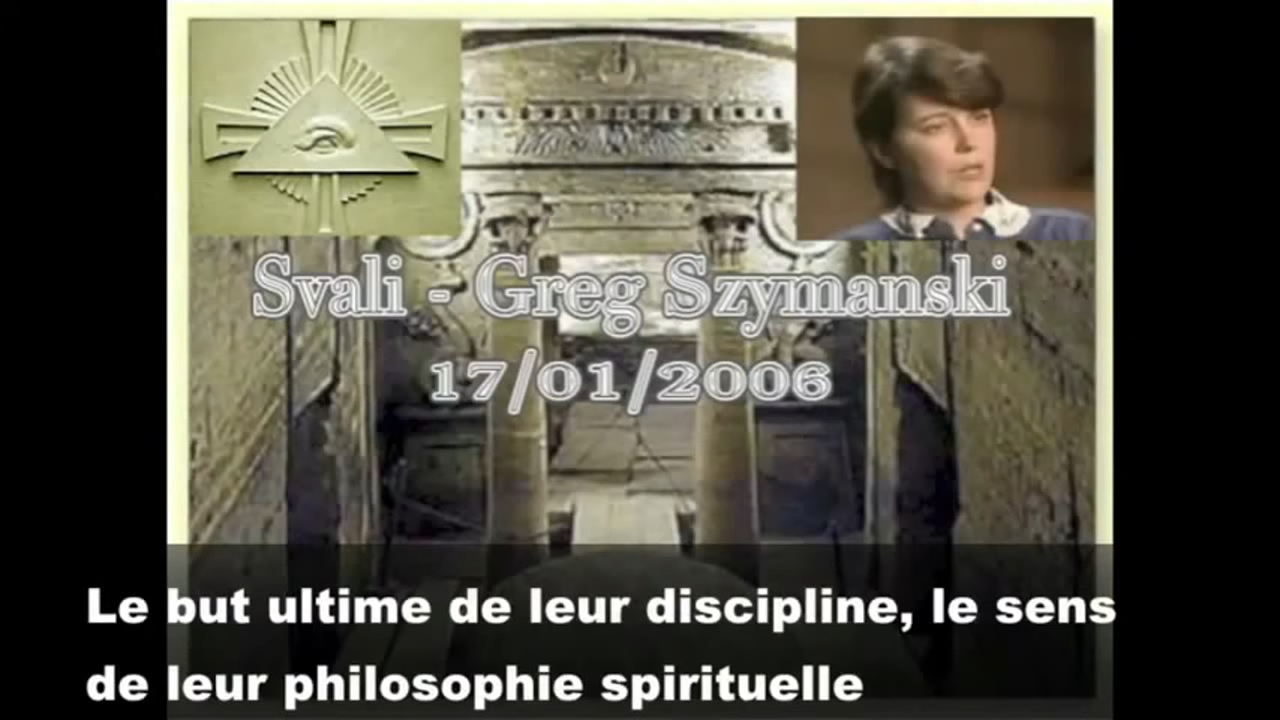 Svali - Greg Szymanski
17/01/2006
Le but ultime de leur discipline, le sens
de leur philosophie spirituelle